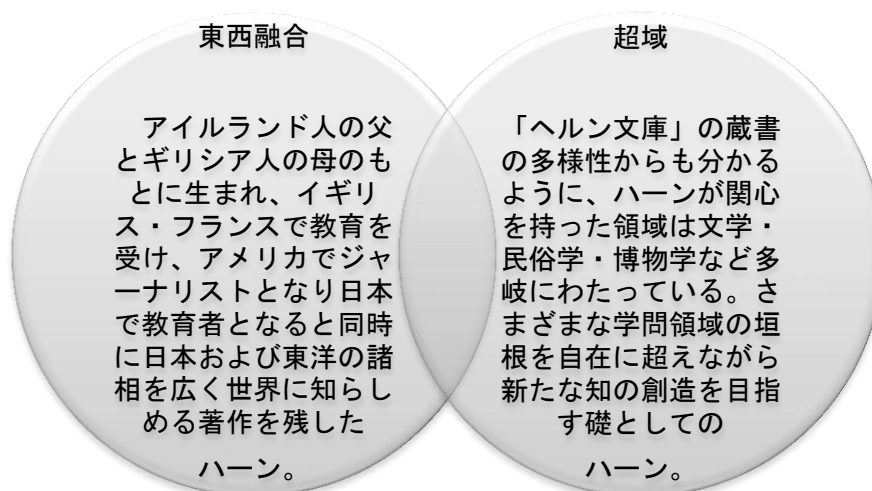 東西融合
アイルランド人の父
とギリシア人の母のも
とに生まれ、イギリ
ス・フランスで教育を
受け、アメリカでジャ
ーナリストとなり日本
で教育者となると同時
に日本および東洋の諸
相を広く世界に知らし
める著作を残した
ハーン。
超域
「ヘルン文庫」の蔵書
の多様性からも分かる
ように、ハーンが関心
を持った領域は文学・
民俗学・博物学など多
岐にわたっている。さ
まざまな学問領域の垣
根を自在に超えながら
新たな知の創造を目指
す礎としての
ハーン。